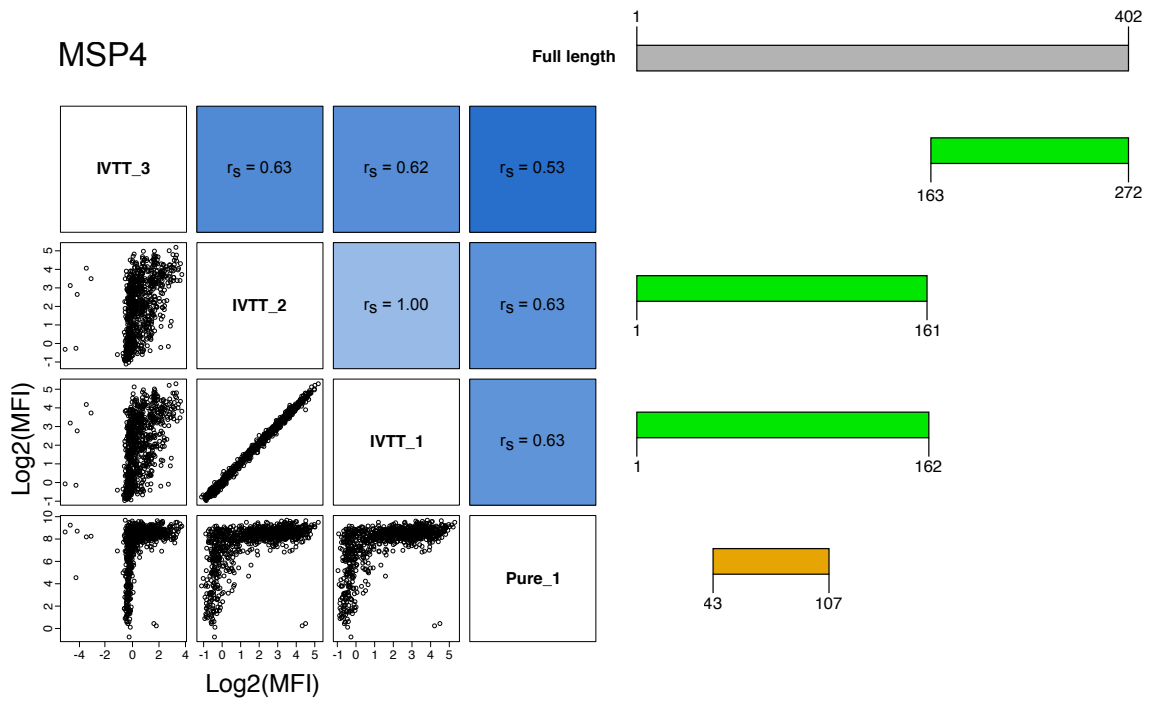 MSP4
Full length
1 402
IVTT_3
rS = 0.63
rS = 0.62
rS = 0.53
163 272
-1 0 1 2 3 4 5
IVTT_2
rS = 1.00
rS = 0.63
1 161
Log2(MFI)
-1 0 1 2 3 4 5
IVTT_1
rS = 0.63
1 162
0 2 4 6 8 10
Pure_1
43 107
-4 -2 0 2 4
-1 0 1 2 3 4 5
-1 0 1 2 3 4 5
Log2(MFI)